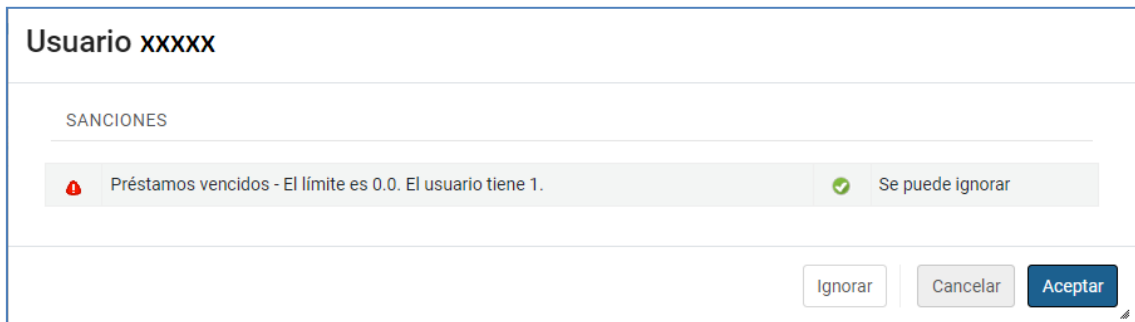 Usuario xxxxx
SANCIONES
Préstamos vencidos - El límite es 0.0. El usuario tiene 1. Se puede ignorar
Ignorar Cancelar Aceptar